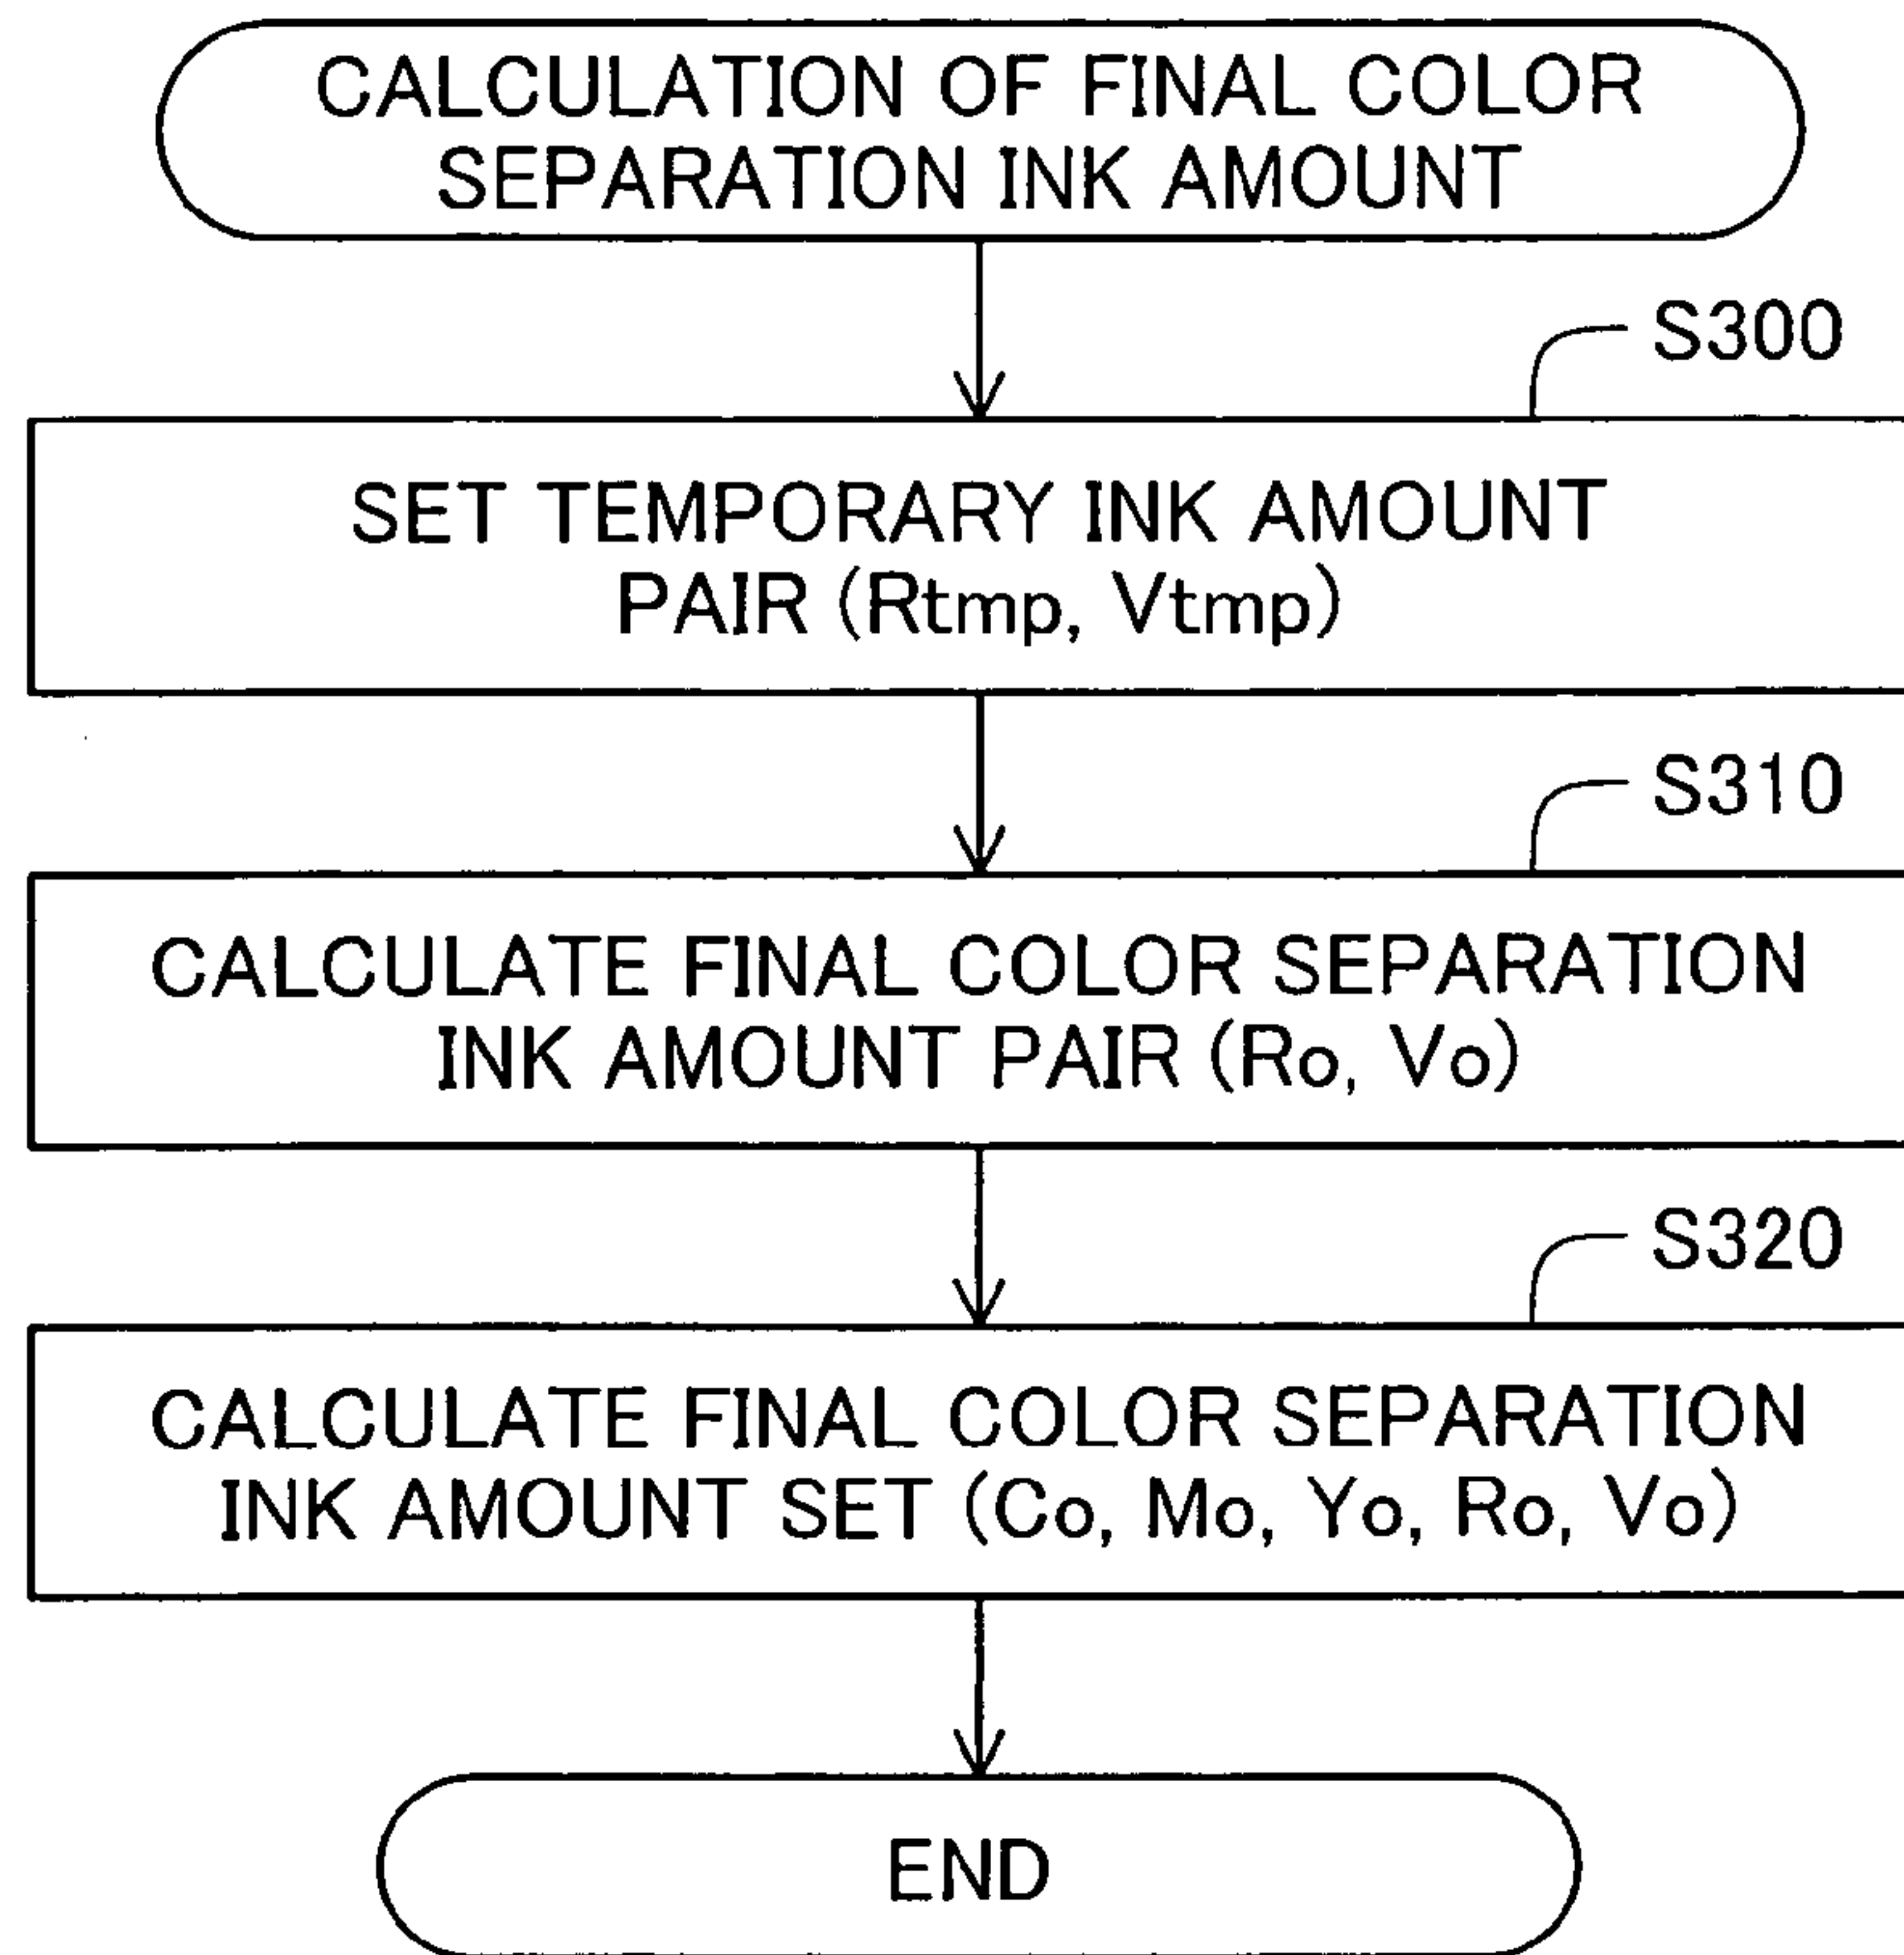 CALCULATION OF FINAL COLOR
SEPARATION INK AMOUNT
S300
SET TEMPORARY INK AMOUNT
PAIR (Rtmp, Vtmp)
S310
CALCULATE FINAL COLOR SEPARATION
INK AMOUNT PAIR (Ro, Vo)
S320
CALCULATE FINAL COLOR SEPARATION
INK AMOUNT SET (Co, Mo, Yo, Ro, Vo)
END